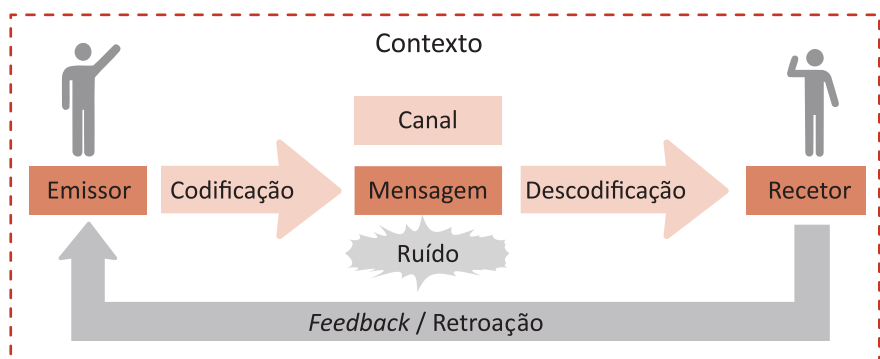 Contexto
Canal
Emissor
Codificação
Mensagem
Descodificação
Recetor
Ruído
Feedback / Retroação